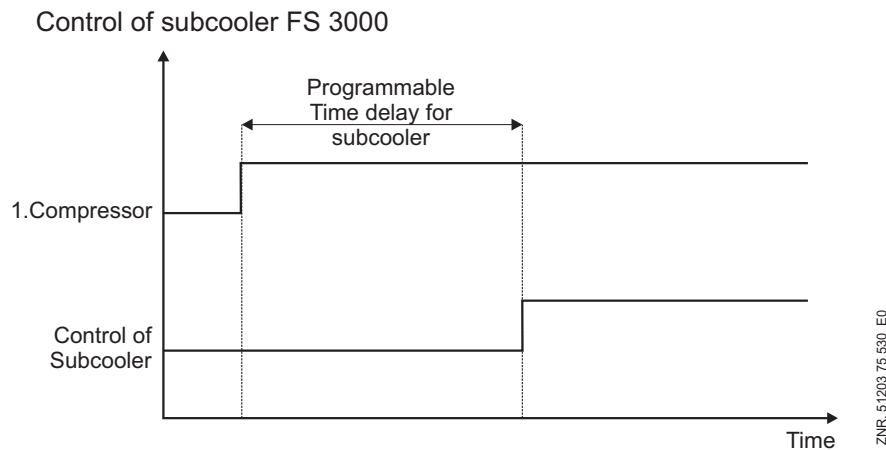 Control of subcooler FS 3000
Programmable
Time delay for
subcooler
1.Compressor
Control of
Subcooler
Time
ZNR. 51203 75 530 E0